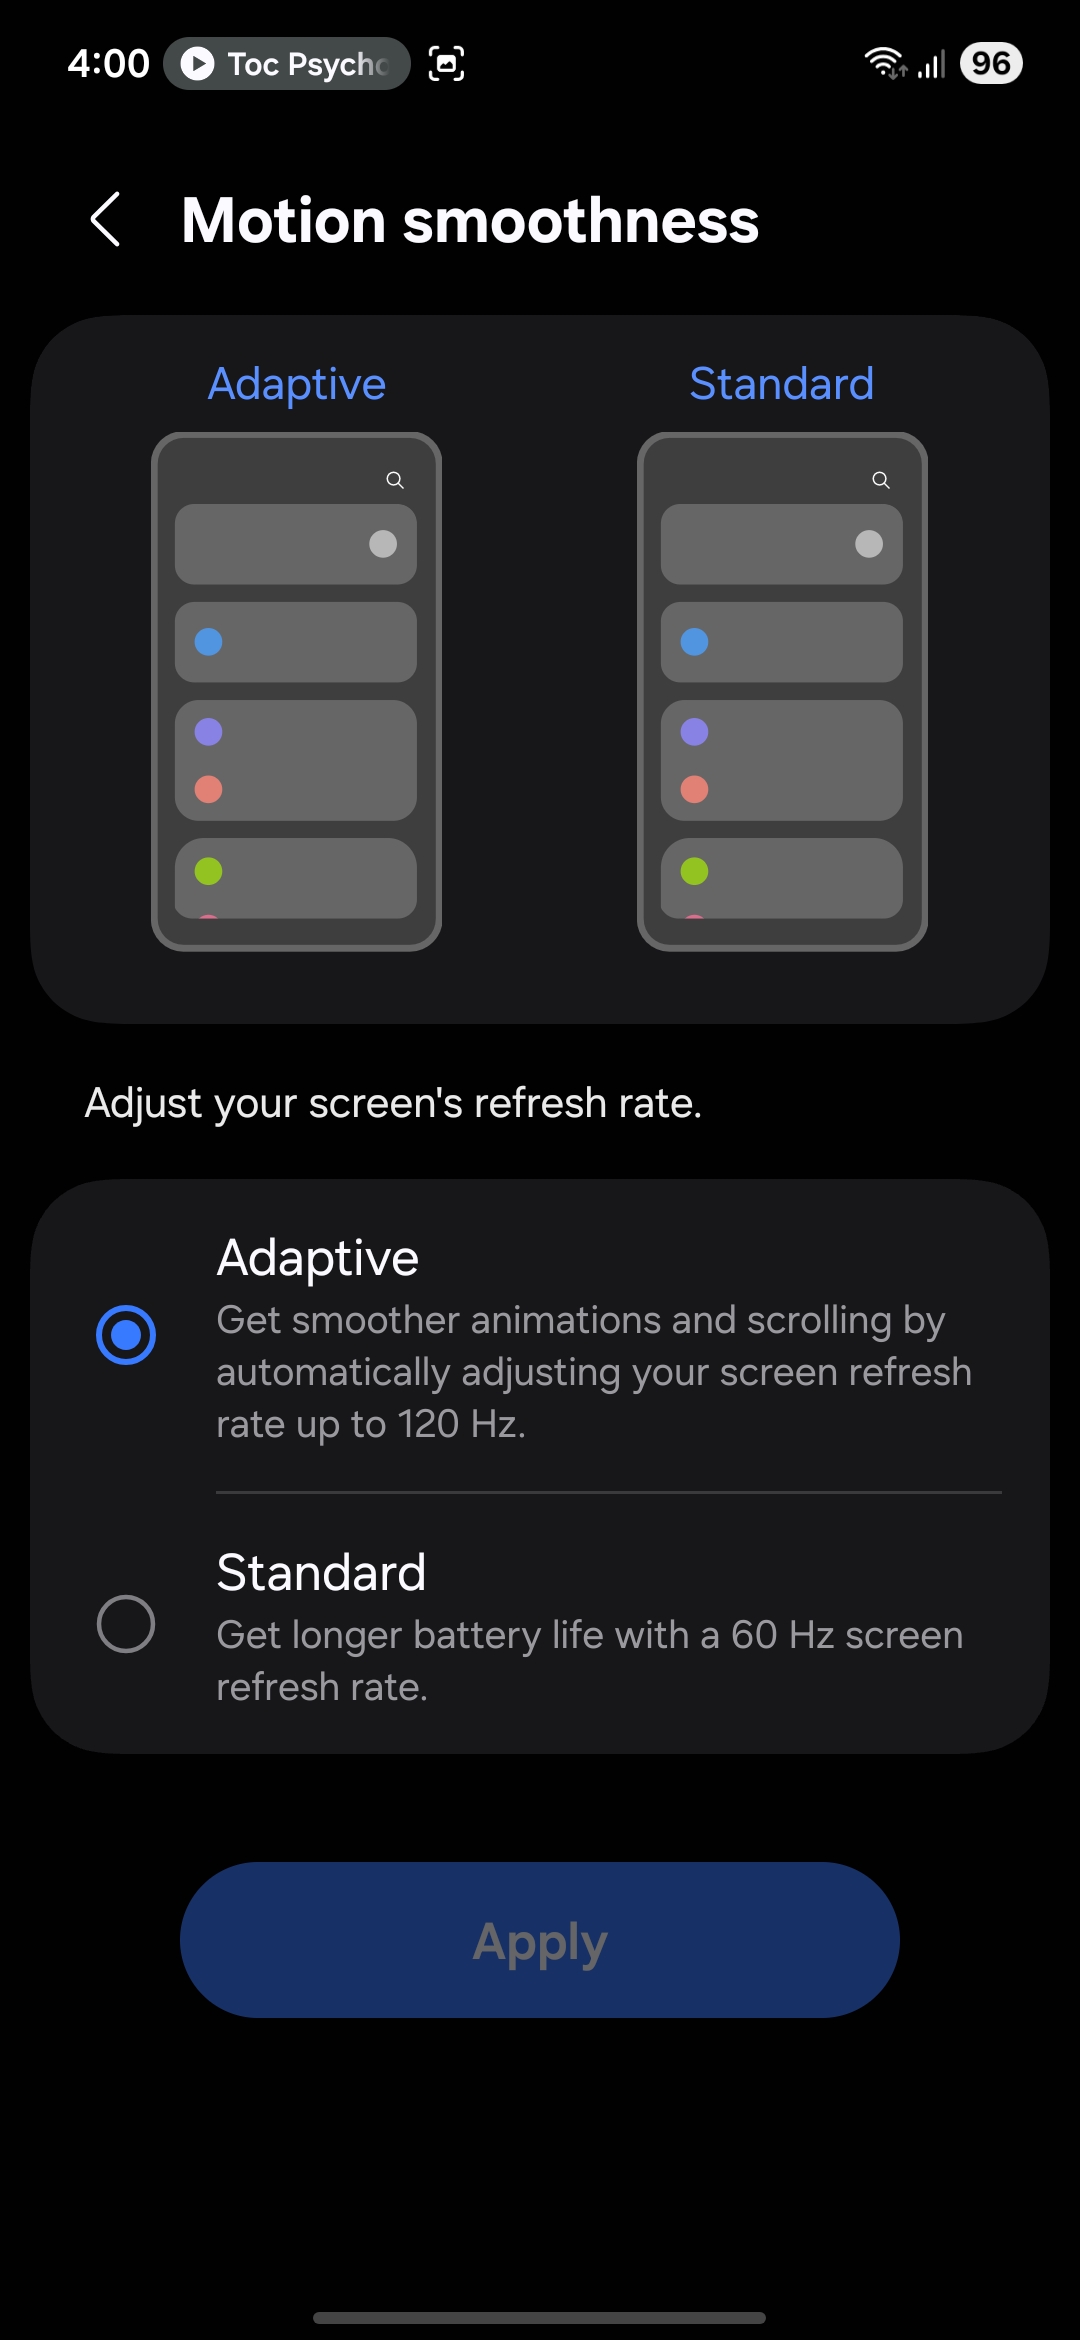 4:00
Toc Psycho
96
Motion smoothness
Adaptive
Standard
Adjust your screen's refresh rate.
Adaptive
Get smoother animations and scrolling by
automatically adjusting your screen refresh
rate up to 120 Hz.
Standard
Get longer battery life with a 60 Hz screen
refresh rate.
Apply